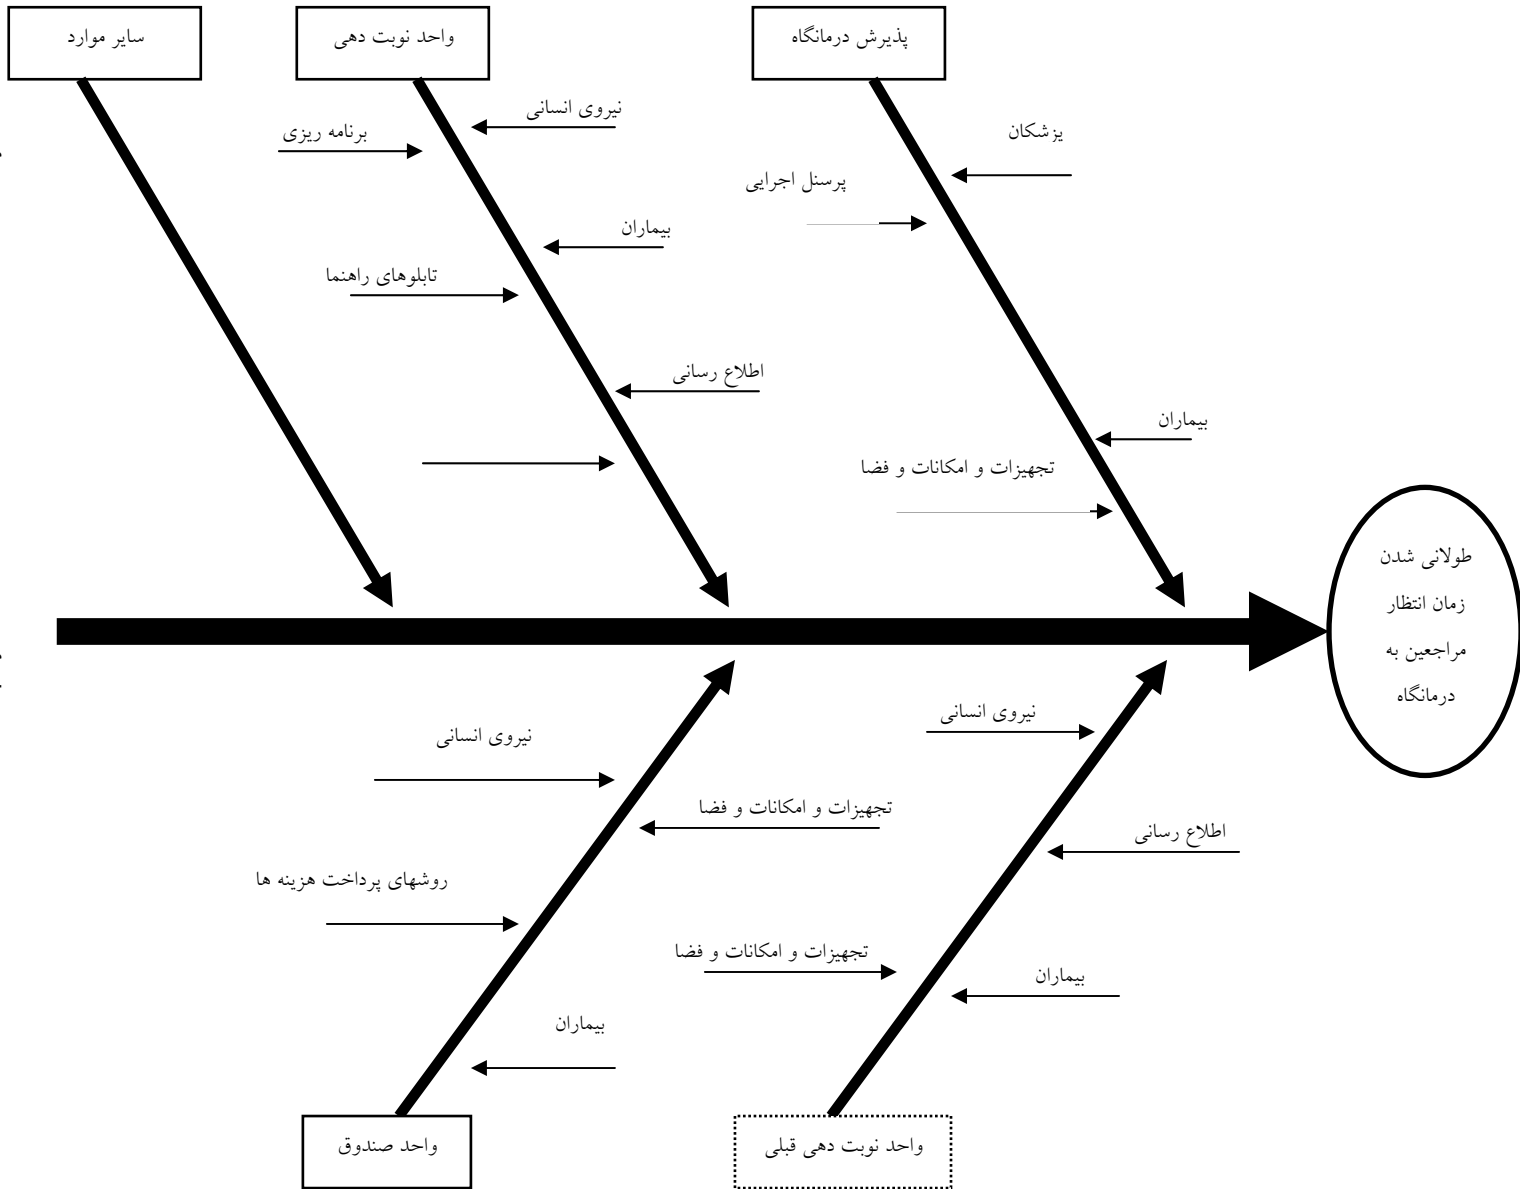 پذیرش درمانگاه
واحد نوبت دهی
سایر موارد
نیروی انسانی
برنامه ریزی
پزشکان
پرسنل اجرایی
بیماران
تابلوهای راهنما
اطلاع رسانی
بیماران
تجهیزات و امکانات و فضا
طولانی شدن
زمان انتظار
مراجعین به
درمانگاه
نیروی انسانی
نیروی انسانی
تجهیزات و امکانات و فضا
اطلاع رسانی
روشهای پرداخت هزینه ها
تجهیزات و امکانات و فضا
بیماران
بیماران
واحد نوبت دهی قبلی
واحد صندوق